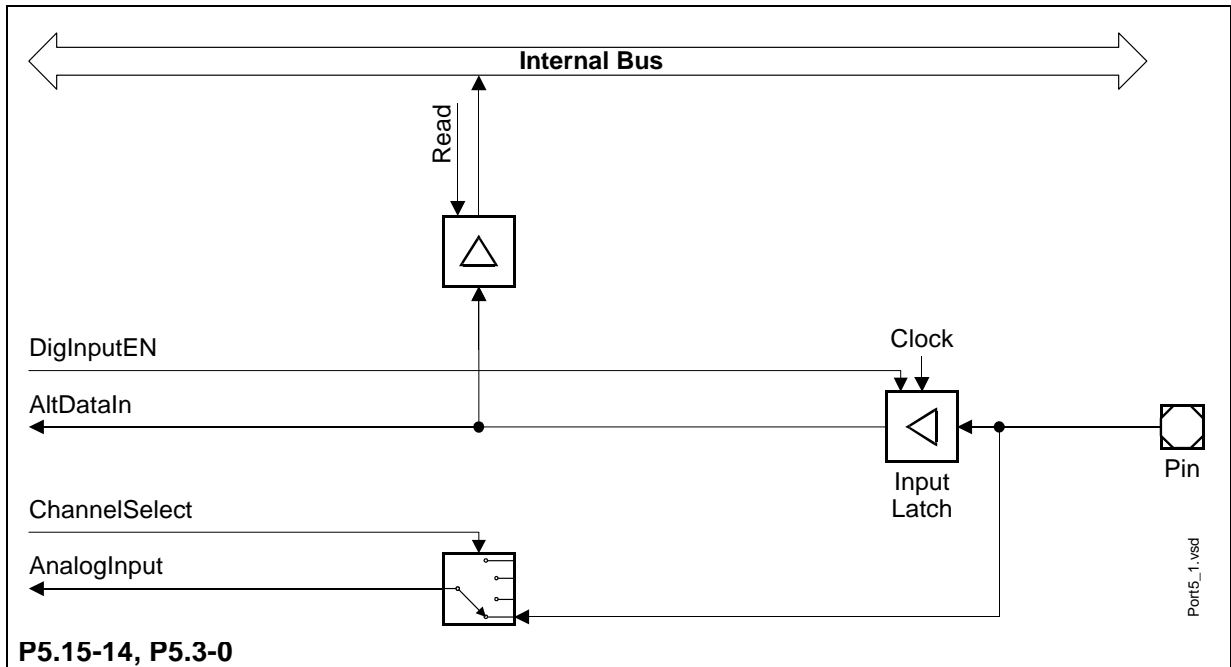 Internal Bus
Read
DigInputEN
Clock
AltDataIn
Pin
Input
Latch
ChannelSelect
AnalogInput
Port5_1.vsd
P5.15-14, P5.3-0